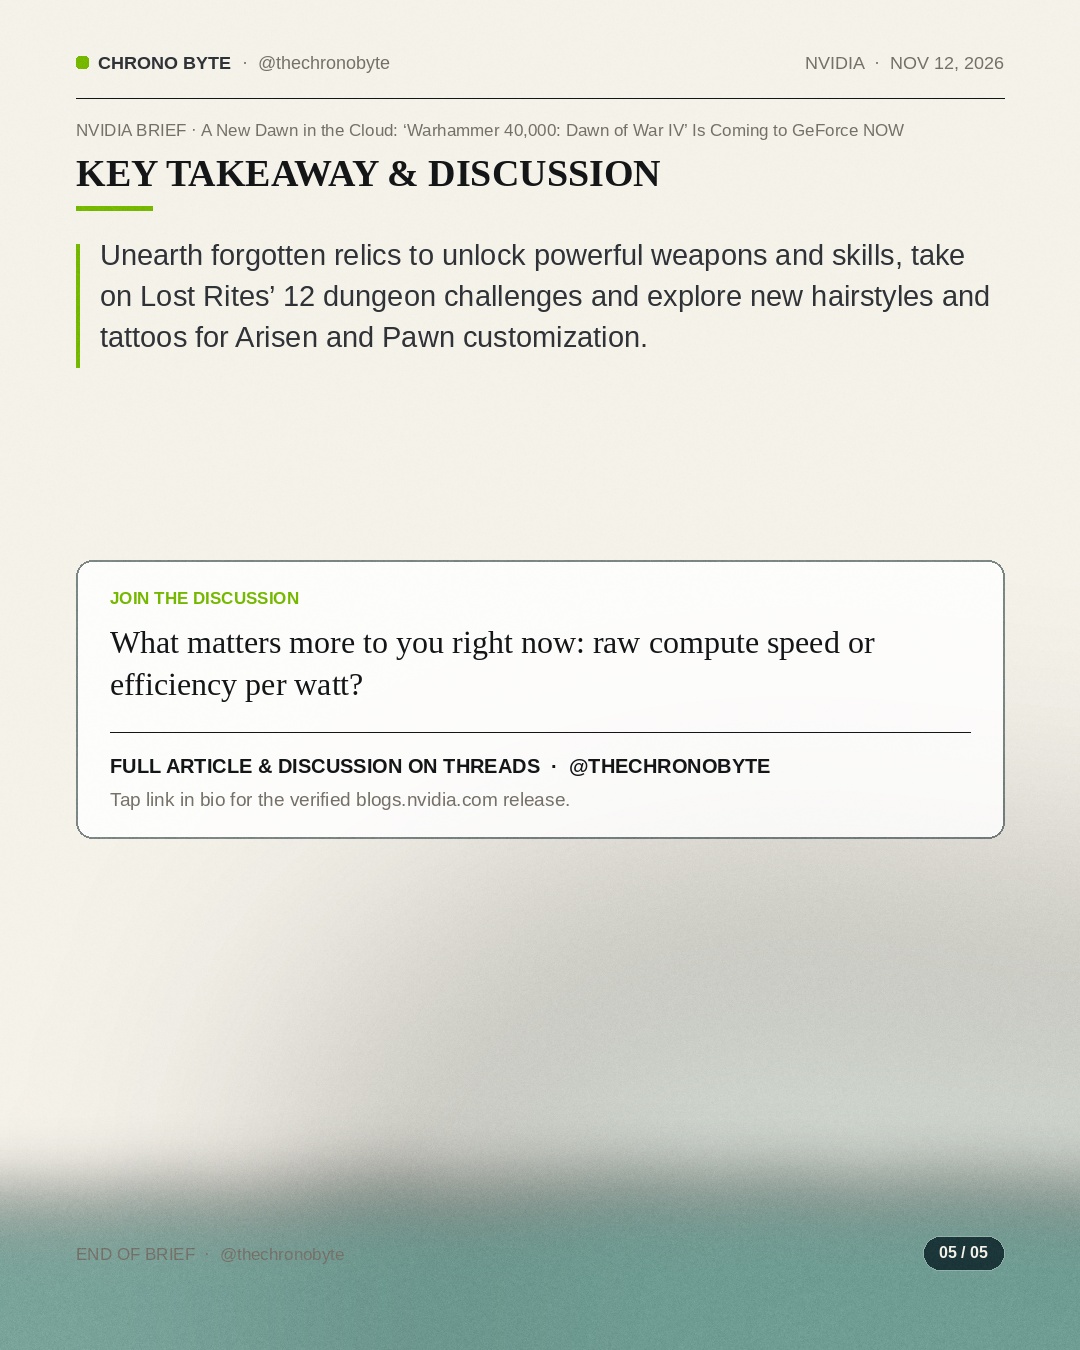 CHRONO BYTE · @thechronobyte
NVIDIA · NOV 12, 2026
NVIDIA BRIEF · A New Dawn in the Cloud: ‘Warhammer 40,000: Dawn of War IV’ Is Coming to GeForce NOW
KEY TAKEAWAY & DISCUSSION
Unearth forgotten relics to unlock powerful weapons and skills, take
on Lost Rites’ 12 dungeon challenges and explore new hairstyles and
tattoos for Arisen and Pawn customization.
JOIN THE DISCUSSION
What matters more to you right now: raw compute speed or
efficiency per watt?
FULL ARTICLE & DISCUSSION ON THREADS · @THECHRONOBYTE
Tap link in bio for the verified blogs.nvidia.com release.
END OF BRIEF · @thechronobyte
05 / 05